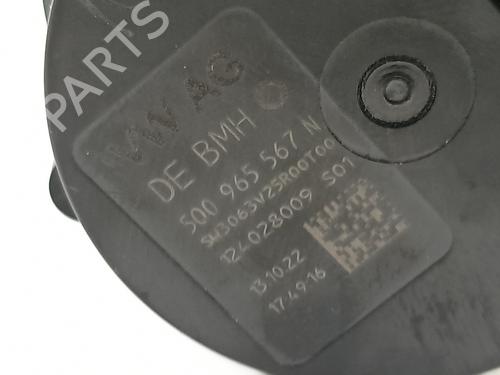 PARTS
VW AG
DE BMH
5Q0 965 567 N
SW3063V25R00T00
124028009 S01
13.10.22
17:49:16